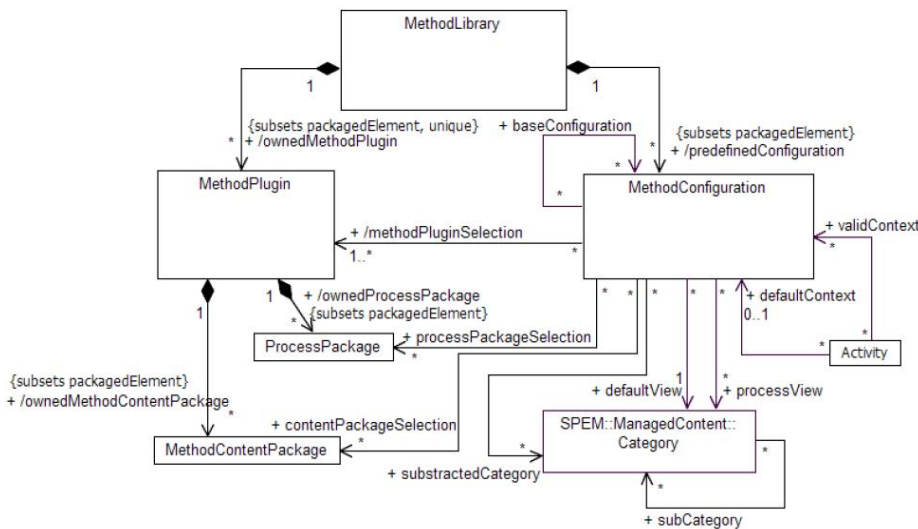 MethodLibrary
1
1
{subsets packagedElement, unique}
* + /ownedMethodPlugin
+ baseConfiguration
{subsets packagedElement}
* + /predefinedConfiguration
*
*
MethodPlugin
MethodConfiguration
+ /methodPluginSelection
1..*
*
+ validContext
*
1
1
+ /ownedProcessPackage
{subsets packagedElement}
*
* * * * *
+ defaultContext
0..1
ProcessPackage
+ processPackageSelection
*
* *
Activity
{subsets packagedElement}
+ /ownedMethodContentPackage
*
+ defaultView
1
*
+ processView
+ contentPackageSelection
*
MethodContentPackage
SPEM::ManagedContent::
Category
*
+ substractedCategory
*
*
+ subCategory